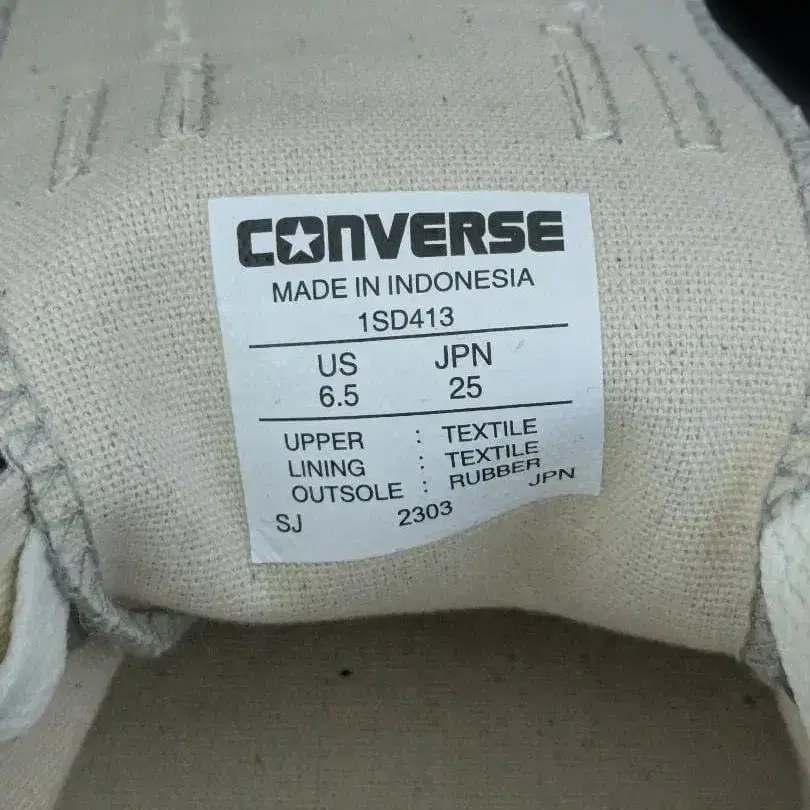 CONVERSE
MADE IN INDONESIA
1SD413
US JPN
6.5 25
UPPER : TEXTILE
LINING : TEXTILE
OUTSOLE : RUBBER
JPN
SJ 2303